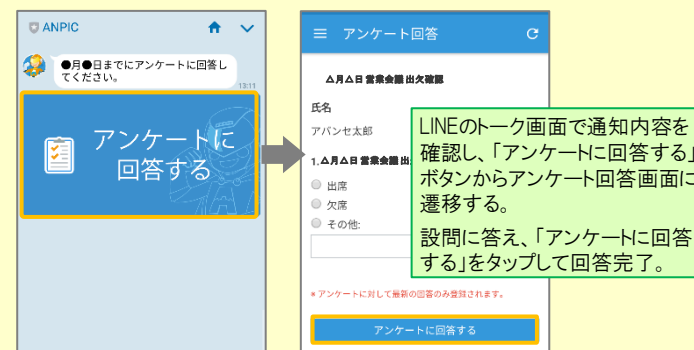 ANPIC
●月●日までにアンケートに回答し
てください。
13:11
アンケートに
回答する
アンケート回答
△月△日 営業会議 出欠確認
氏名
アバンセ太郎
1.△月△日 営業会議 出
出席
欠席
その他:
＊アンケートに対して最新の回答のみ登録されます。
アンケートに回答する
LINEのトーク画面で通知内容を
確認し、「アンケートに回答する」
ボタンからアンケート回答画面に
遷移する。
設問に答え、「アンケートに回答
する」をタップして回答完了。